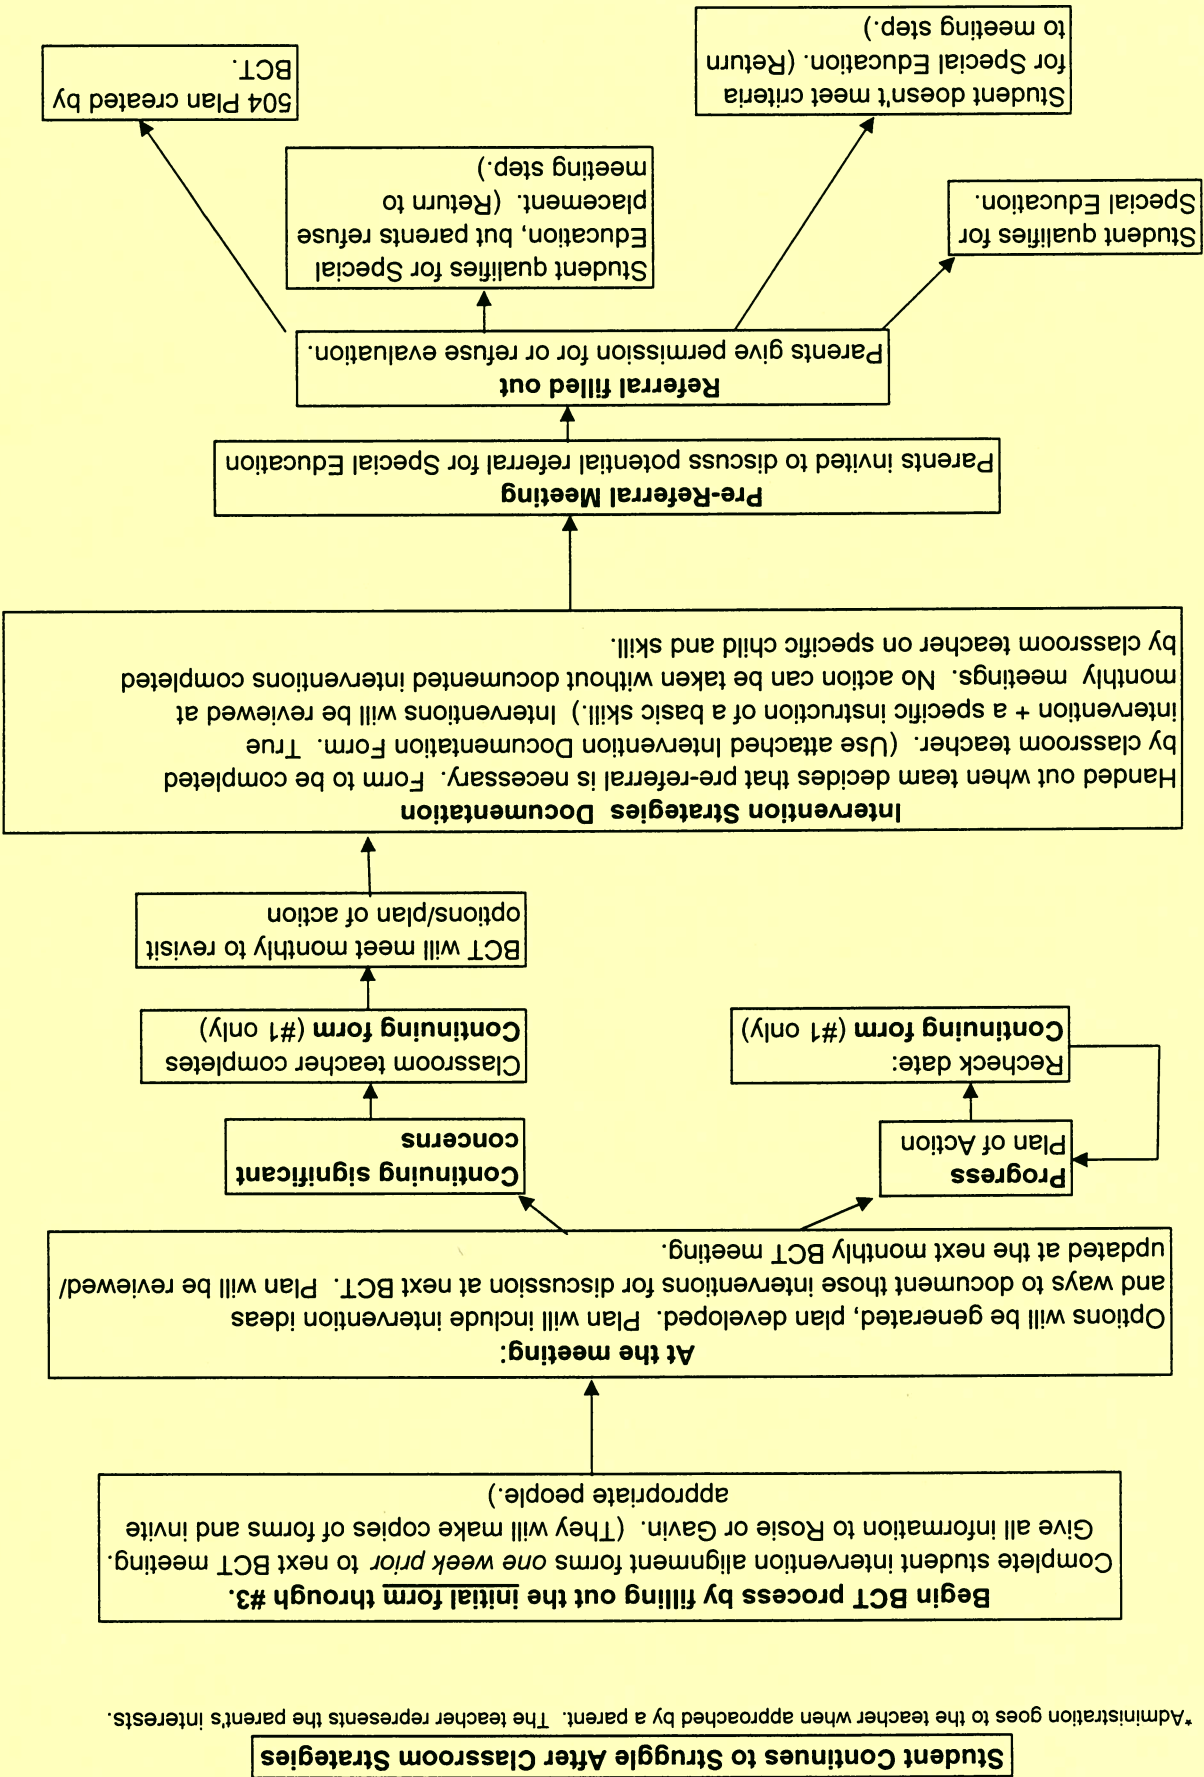 Student Continues to Struggle After Classroom Strategies
*Administration goes to the teacher when approached by a parent. The teacher represents the parent's interests.
Begin BCT process by filling out the initial form through #3.
Complete student intervention alignment forms one week prior to next BCT meeting.
Give all information to Rosie or Gavin. (They will make copies of forms and invite
appropriate people.)
At the meeting:
Options will be generated, plan developed. Plan will include intervention ideas
and ways to document those interventions for discussion at next BCT. Plan will be reviewed/
updated at the next monthly BCT meeting.
Progress
Plan of Action
Recheck date:
Continuing form (#1 only)
Continuing significant
concerns
Classroom teacher completes
Continuing form (#1 only)
BCT will meet monthly to revisit
options/plan of action
Intervention Strategies Documentation
Handed out when team decides that pre-referral is necessary. Form to be completed
by classroom teacher. (Use attached Intervention Documentation Form. True
intervention + a specific instruction of a basic skill.) Interventions will be reviewed at
monthly meetings. No action can be taken without documented interventions completed
by classroom teacher on specific child and skill.
Pre-Referral Meeting
Parents invited to discuss potential referral for Special Education
Referral filled out
Parents give permission for or refuse evaluation.
Student qualifies for
Special Education.
Student doesn't meet criteria
for Special Education. (Return
to meeting step.)
Student qualifies for Special
Education, but parents refuse
placement. (Return to
meeting step.)
504 Plan created by
BCT.